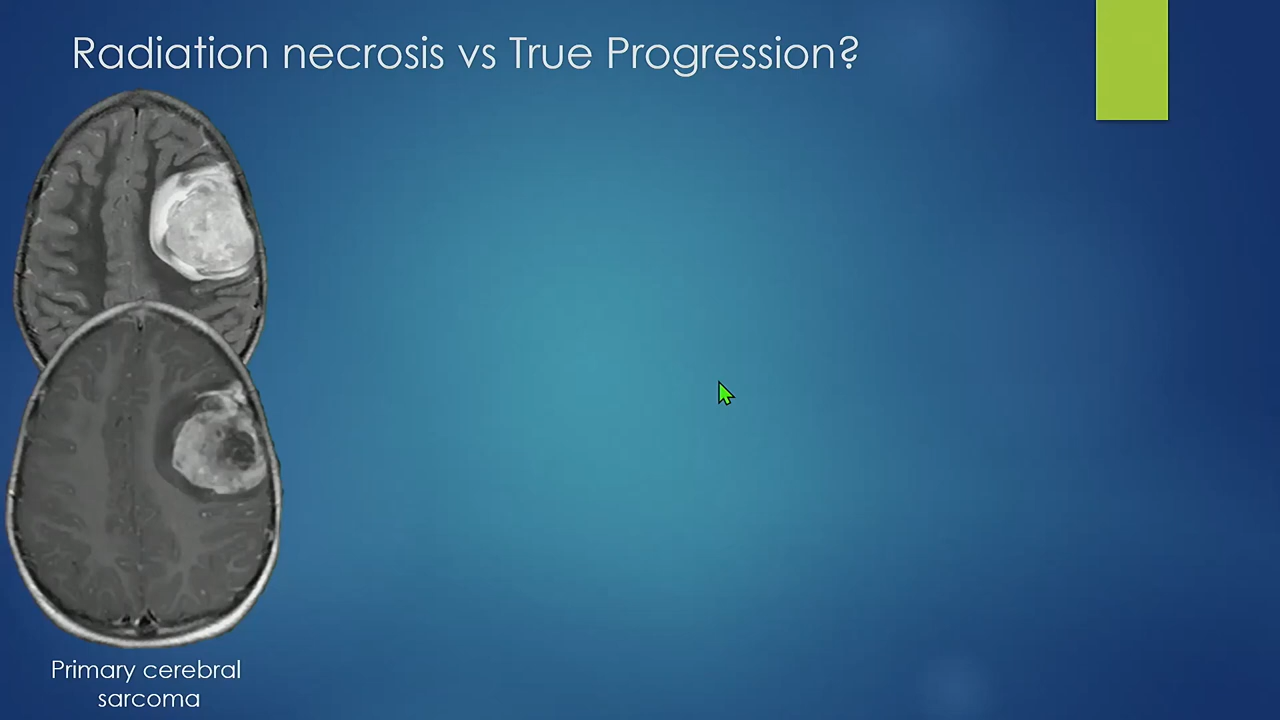 Radiation necrosis vs True Progression?
Primary cerebral
sarcoma